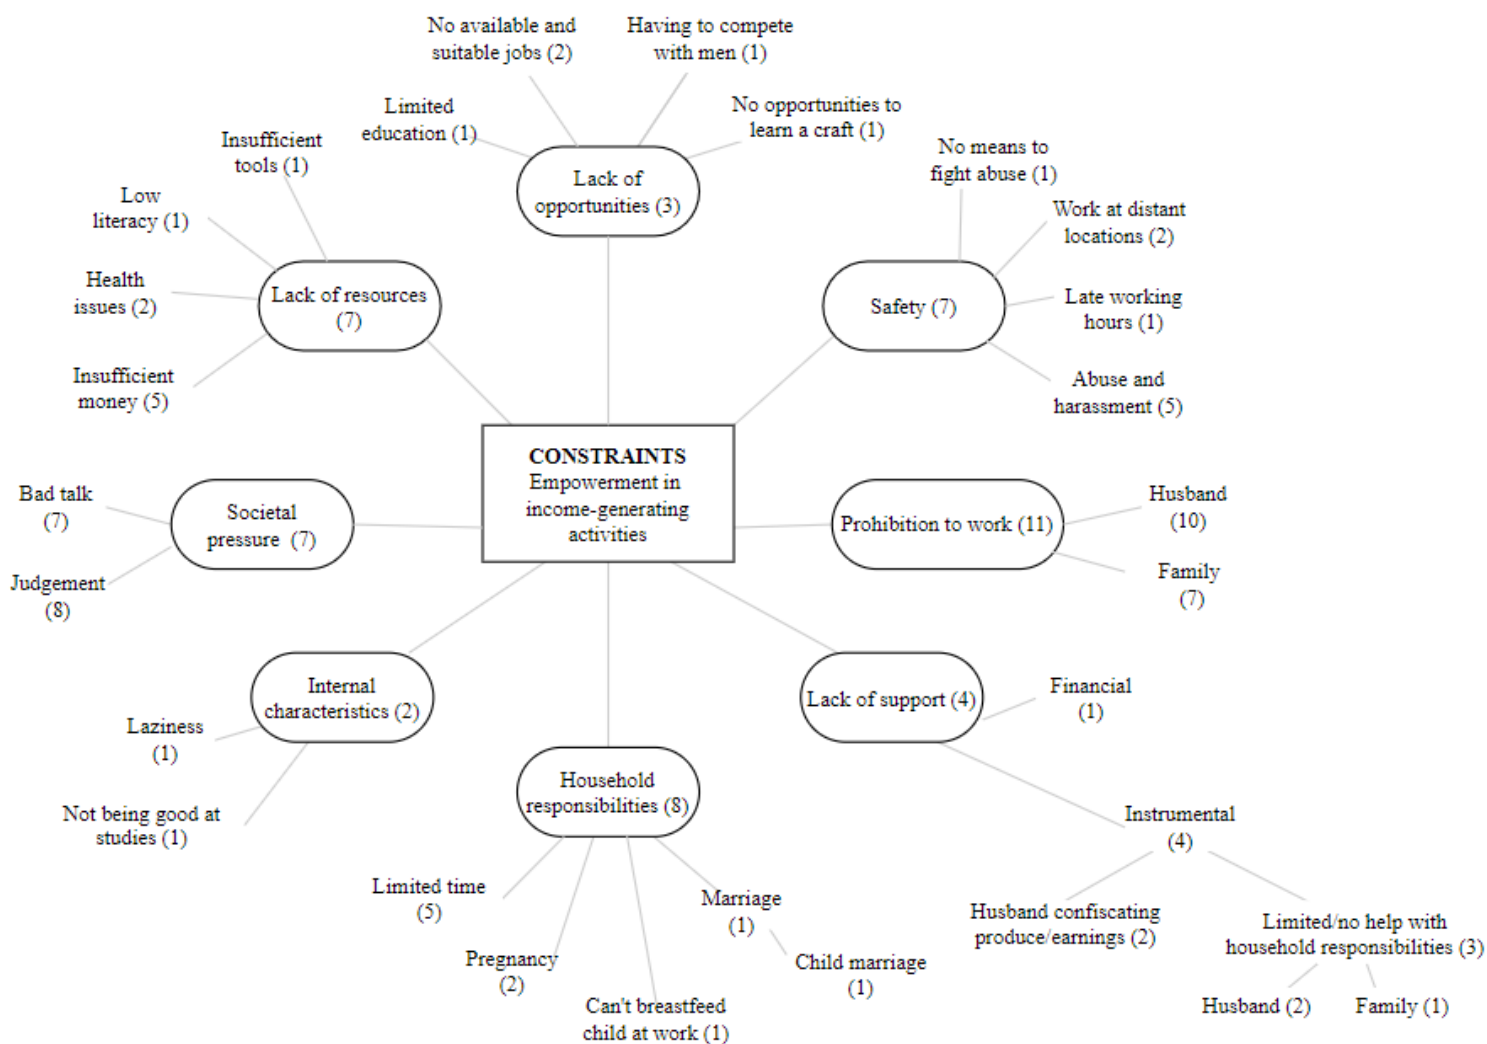 No available and
suitable jobs (2)
Having to compete
with men (1)
Limited
education (1)
No opportunities to
learn a craft (1)
Lack of
opportunities (3)
Insufficient
tools (1)
Low
literacy (1)
Health
issues (2)
Insufficient
money (5)
Lack of resources
(7)
No means to
fight abuse (1)
Work at distant
locations (2)
Late working
hours (1)
Abuse and
harassment (5)
Safety (7)
CONSTRAINTS
Empowerment in
income-generating
activities
Bad talk
(7)
Judgement
(8)
Societal
pressure (7)
Prohibition to work (11)
Husband
(10)
Family
(7)
Internal
characteristics (2)
Laziness
(1)
Not being good at
studies (1)
Household
responsibilities (8)
Limited time
(5)
Pregnancy
(2)
Can't breastfeed
child at work (1)
Marriage
(1)
Child marriage
(1)
Lack of support (4)
Financial
(1)
Instrumental
(4)
Husband confiscating
produce/earnings (2)
Limited/no help with
household responsibilities (3)
Husband (2)
Family (1)